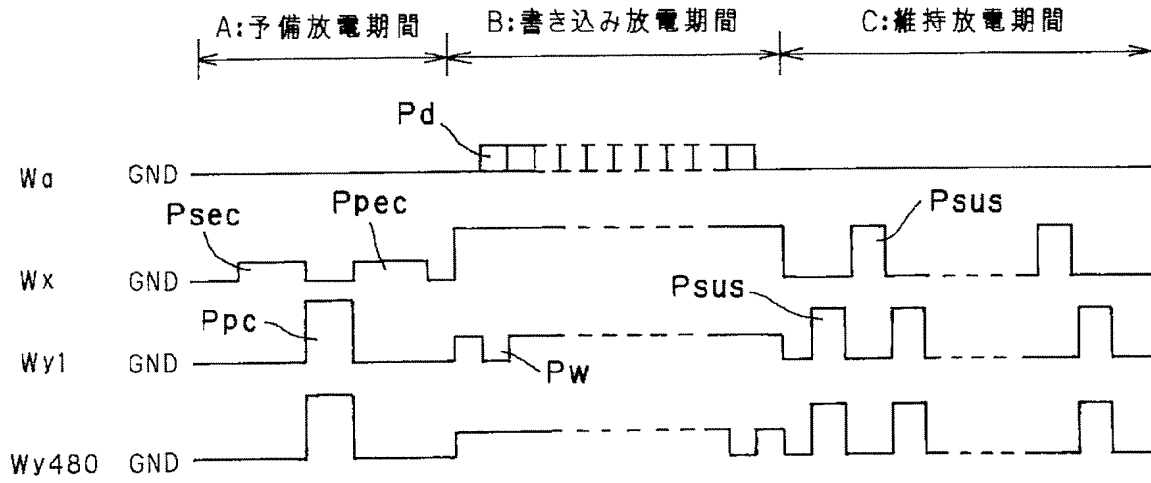 A:予備放電期間 B:書き込み放電期間 C:維持放電期間
Pd
Wa GND
Psec Ppec Psus
Wx GND
Ppc Psus
Wy1 GND
Pw
Wy480 GND